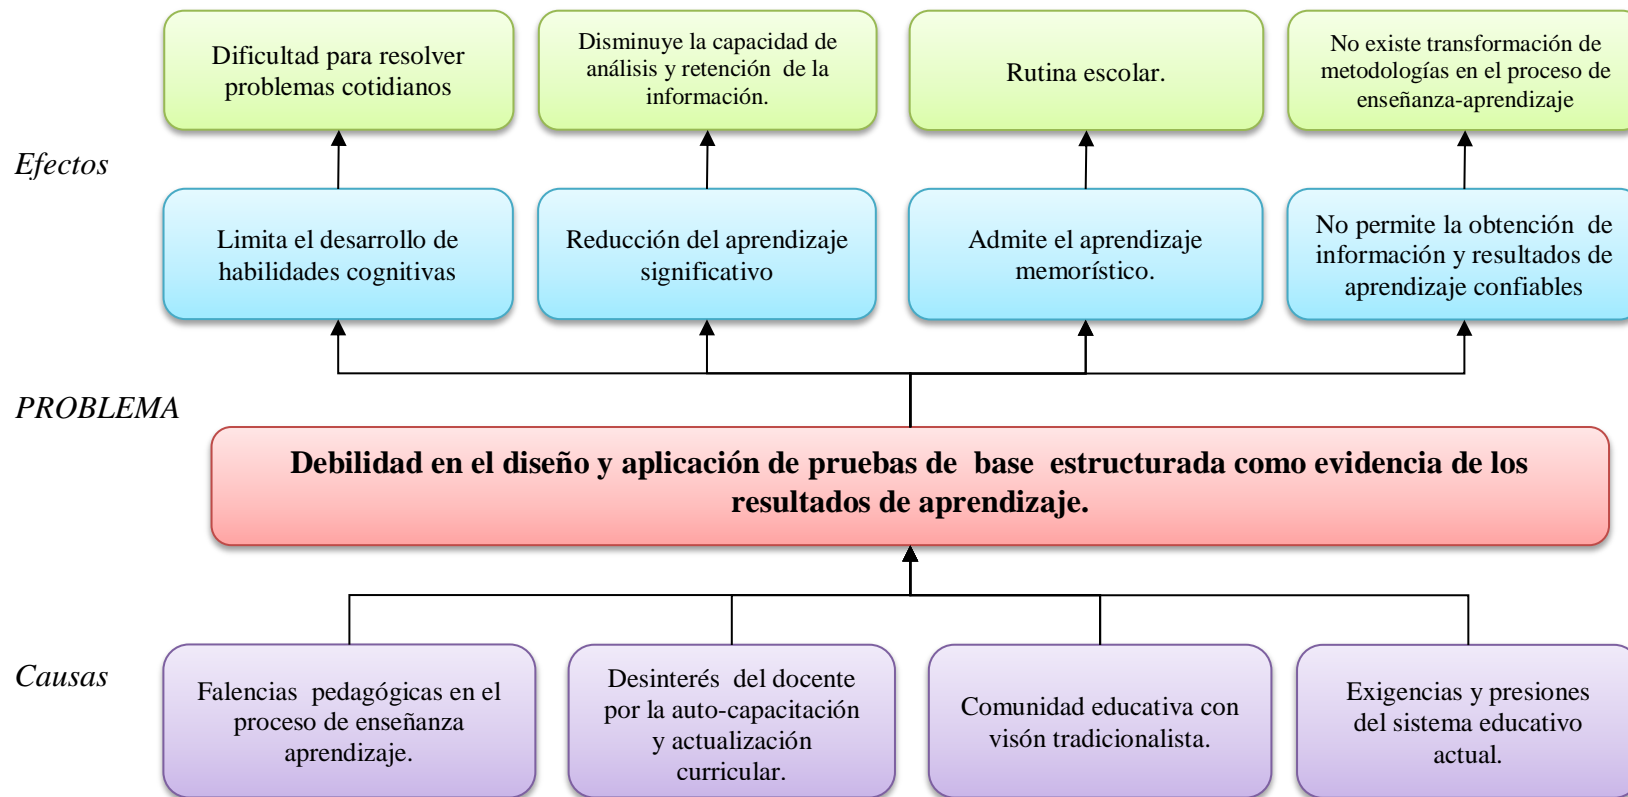 Dificultad para resolver
problemas cotidianos
Disminuye la capacidad de
análisis y retención de la
información.
Rutina escolar.
No existe transformación de
metodologías en el proceso de
enseñanza-aprendizaje
Efectos
Limita el desarrollo de
habilidades cognitivas
Reducción del aprendizaje
significativo
Admite el aprendizaje
memorístico.
No permite la obtención de
información y resultados de
aprendizaje confiables
PROBLEMA
Debilidad en el diseño y aplicación de pruebas de base estructurada como evidencia de los
resultados de aprendizaje.
Causas
Falencias pedagógicas en el
proceso de enseñanza
aprendizaje.
Desinterés del docente
por la auto-capacitación
y actualización
curricular.
Comunidad educativa con
visón tradicionalista.
Exigencias y presiones
del sistema educativo
actual.